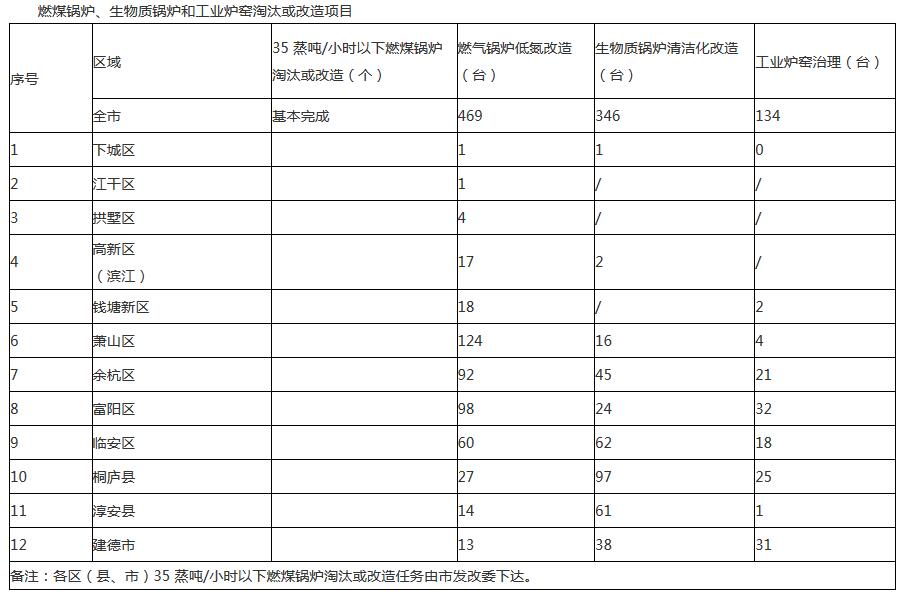 燃煤锅炉、生物质锅炉和工业炉窑淘汰或改造项目
序号 区域 35 蒸吨/小时以下燃煤锅炉 燃气锅炉低氮改造 生物质锅炉清洁化改造 工业炉窑治理（台）
淘汰或改造（个） （台） （台）
全市 基本完成 469 346 134
1 下城区 1 1 0
2 江干区 1 / /
3 拱墅区 4 / /
4 高新区 17 2 /
（滨江）
5 钱塘新区 18 / 2
6 萧山区 124 16 4
7 余杭区 92 45 21
8 富阳区 98 24 32
9 临安区 60 62 18
10 桐庐县 27 97 25
11 淳安县 14 61 1
12 建德市 13 38 31
备注：各区（县、市）35 蒸吨/小时以下燃煤锅炉淘汰或改造任务由市发改委下达。